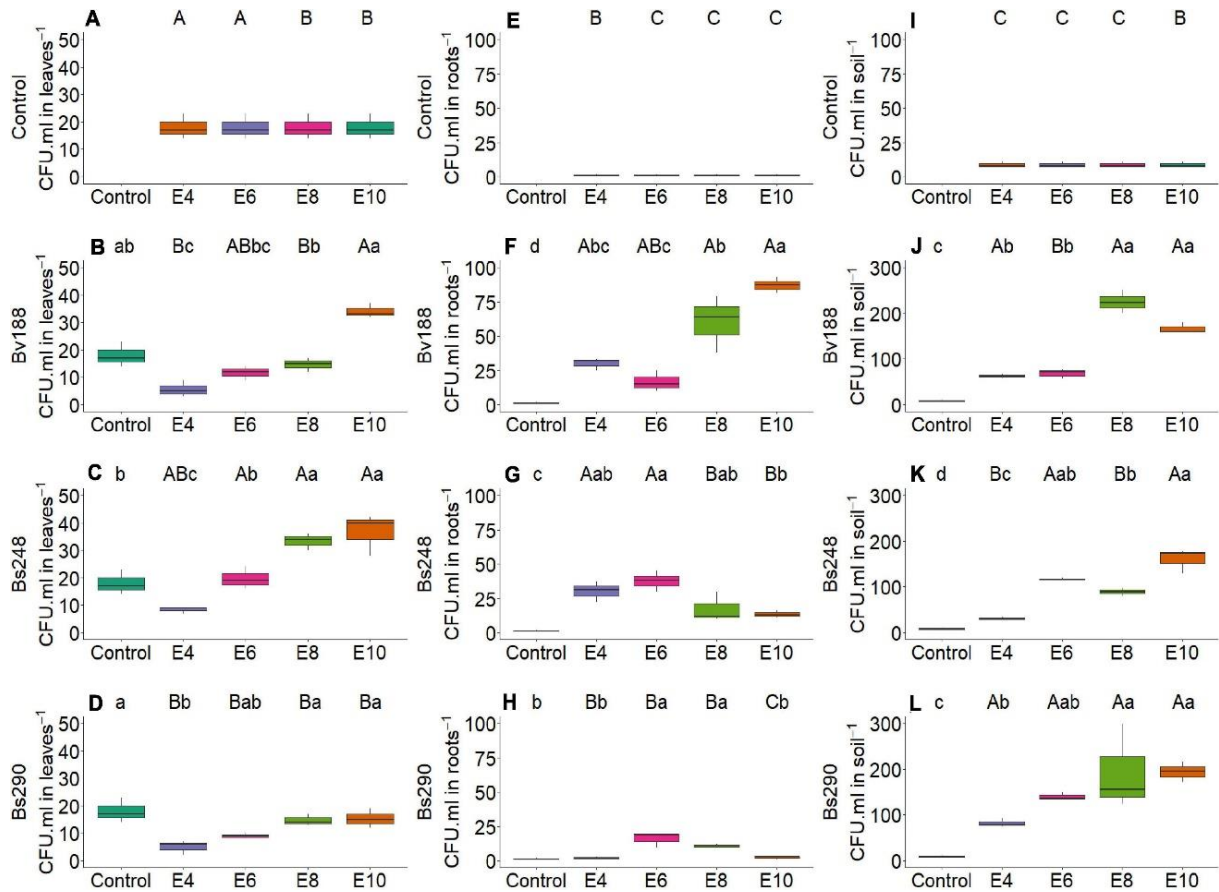 A A A B B
Control
CFU.ml in leaves⁻¹
50
40
30
20
10
0
Control E4 E6 E8 E10
E B C C C
Control
CFU.ml in roots⁻¹
100
75
50
25
0
Control E4 E6 E8 E10
I C C C B
Control
CFU.ml in soil⁻¹
100
75
50
25
0
Control E4 E6 E8 E10
B ab Bc ABbc Bb Aa
Bv188
CFU.ml in leaves⁻¹
50
40
30
20
10
0
Control E4 E6 E8 E10
F d Abc ABc Ab Aa
Bv188
CFU.ml in roots⁻¹
100
75
50
25
0
Control E4 E6 E8 E10
J c Ab Bb Aa Aa
Bv188
CFU.ml in soil⁻¹
300
200
100
0
Control E4 E6 E8 E10
C b ABc Ab Aa Aa
Bs248
CFU.ml in leaves⁻¹
50
40
30
20
10
0
Control E4 E6 E8 E10
G c Aab Aa Bab Bb
Bs248
CFU.ml in roots⁻¹
100
75
50
25
0
Control E4 E6 E8 E10
K d Bc Aab Bb Aa
Bs248
CFU.ml in soil⁻¹
300
200
100
0
Control E4 E6 E8 E10
D a Bb Bab Ba Ba
Bs290
CFU.ml in leaves⁻¹
50
40
30
20
10
0
Control E4 E6 E8 E10
H b Bb Ba Ba Cb
Bs290
CFU.ml in roots⁻¹
100
75
50
25
0
Control E4 E6 E8 E10
L c Ab Aab Aa Aa
Bs290
CFU.ml in soil⁻¹
300
200
100
0
Control E4 E6 E8 E10